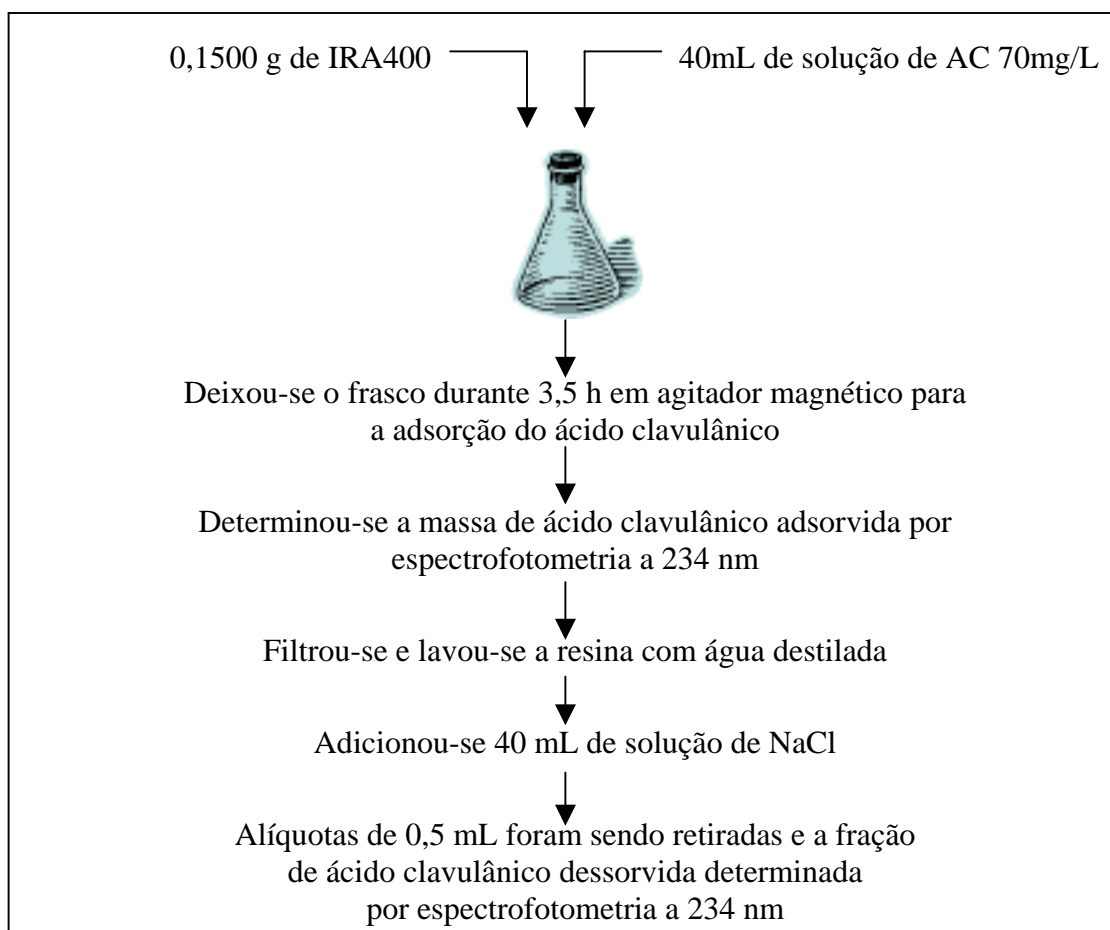 0,1500 g de IRA400
40mL de solução de AC 70mg/L
Deixou-se o frasco durante 3,5 h em agitador magnético para
a adsorção do ácido clavulânico
Determinou-se a massa de ácido clavulânico adsorvida por
espectrofotometria a 234 nm
Filtrou-se e lavou-se a resina com água destilada
Adicionou-se 40 mL de solução de NaCl
Alíquotas de 0,5 mL foram sendo retiradas e a fração
de ácido clavulânico dessorvida determinada
por espectrofotometria a 234 nm